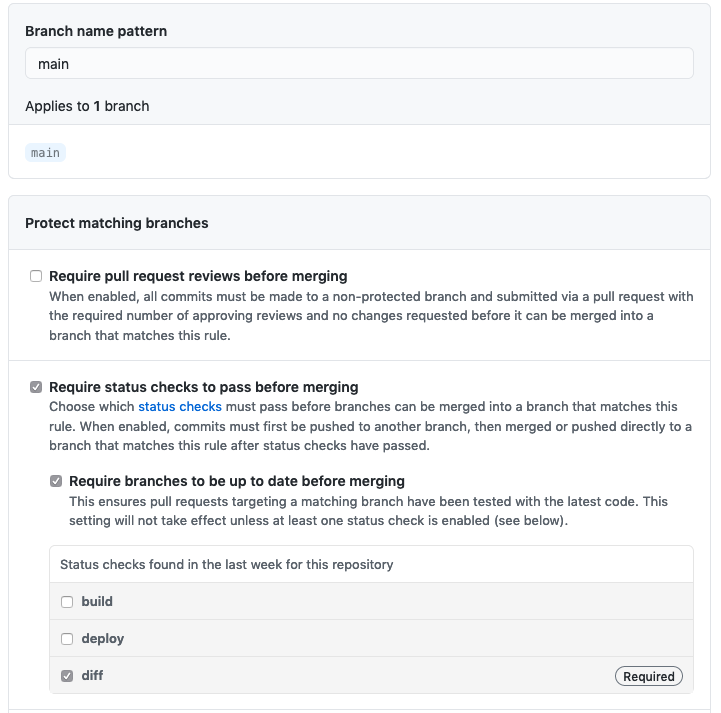 Branch name pattern
main
Applies to 1 branch
main
Protect matching branches
Require pull request reviews before merging
When enabled, all commits must be made to a non-protected branch and submitted via a pull request with
the required number of approving reviews and no changes requested before it can be merged into a
branch that matches this rule.
Require status checks to pass before merging
Choose which status checks must pass before branches can be merged into a branch that matches this
rule. When enabled, commits must first be pushed to another branch, then merged or pushed directly to a
branch that matches this rule after status checks have passed.
Require branches to be up to date before merging
This ensures pull requests targeting a matching branch have been tested with the latest code. This
setting will not take effect unless at least one status check is enabled (see below).
Status checks found in the last week for this repository
build
deploy
diff Required